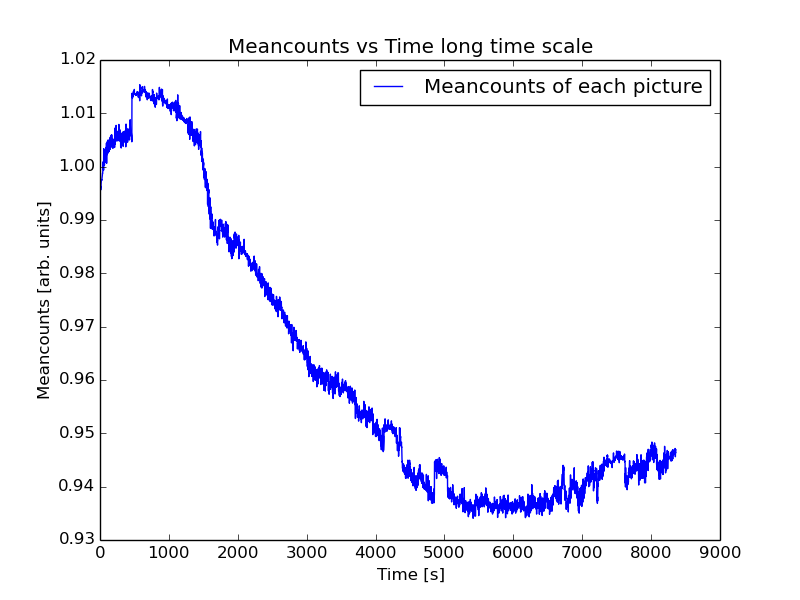 Meancounts vs Time long time scale
Meancounts of each picture
Meancounts [arb. units]
1.02
1.01
1.00
0.99
0.98
0.97
0.96
0.95
0.94
0.93
0 1000 2000 3000 4000 5000 6000 7000 8000 9000
Time [s]